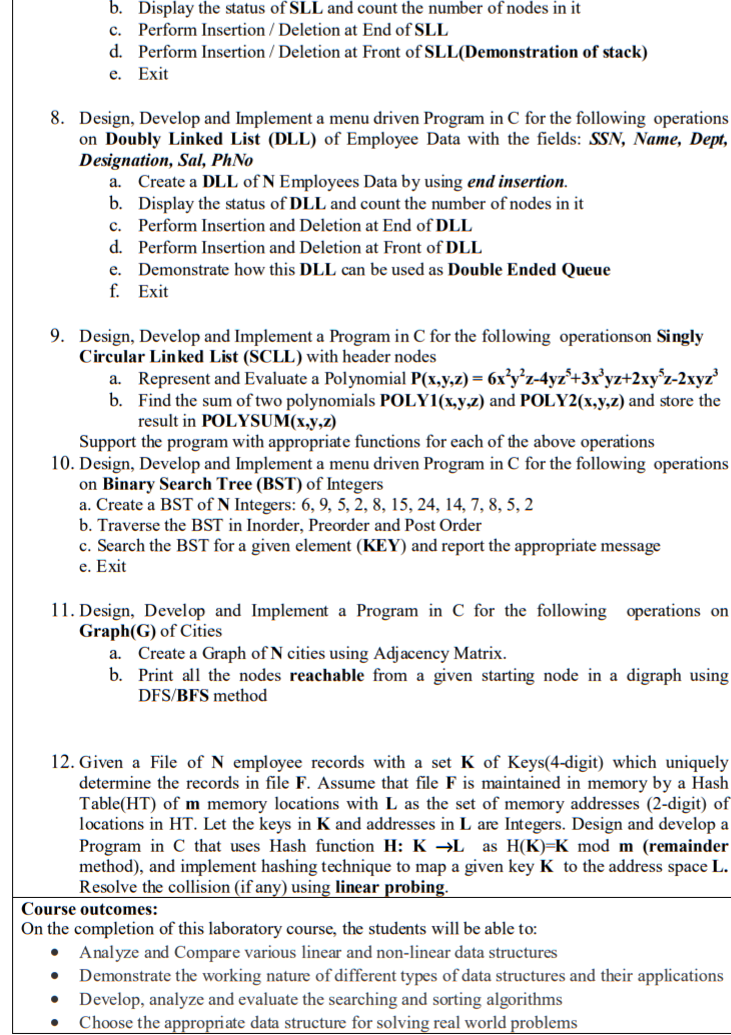 b. Display the status of SLL and count the number of nodes in it
c. Perform Insertion / Deletion at End of SLL
d. Perform Insertion / Deletion at Front of SLL(Demonstration of stack)
e. Exit
8. Design, Develop and Implement a menu driven Program in C for the following operations
on Doubly Linked List (DLL) of Employee Data with the fields: SSN, Name, Dept,
Designation, Sal, PhNo
a. Create a DLL of N Employees Data by using end insertion.
b. Display the status of DLL and count the number of nodes in it
c. Perform Insertion and Deletion at End of DLL
d. Perform Insertion and Deletion at Front of DLL
e. Demonstrate how this DLL can be used as Double Ended Queue
f. Exit
9. Design, Develop and Implement a Program in C for the following operationson Singly
Circular Linked List (SCLL) with header nodes
a. Represent and Evaluate a Polynomial P(x,y,z) = 6x²y²z-4yz⁵+3x³yz+2xy⁵z-2xyz³
b. Find the sum of two polynomials POLY1(x,y,z) and POLY2(x,y,z) and store the
result in POLYSUM(x,y,z)
Support the program with appropriate functions for each of the above operations
10. Design, Develop and Implement a menu driven Program in C for the following operations
on Binary Search Tree (BST) of Integers
a. Create a BST of N Integers: 6, 9, 5, 2, 8, 15, 24, 14, 7, 8, 5, 2
b. Traverse the BST in Inorder, Preorder and Post Order
c. Search the BST for a given element (KEY) and report the appropriate message
e. Exit
11. Design, Develop and Implement a Program in C for the following operations on
Graph(G) of Cities
a. Create a Graph of N cities using Adjacency Matrix.
b. Print all the nodes reachable from a given starting node in a digraph using
DFS/BFS method
12. Given a File of N employee records with a set K of Keys(4-digit) which uniquely
determine the records in file F. Assume that file F is maintained in memory by a Hash
Table(HT) of m memory locations with L as the set of memory addresses (2-digit) of
locations in HT. Let the keys in K and addresses in L are Integers. Design and develop a
Program in C that uses Hash function H: K →L as H(K)=K mod m (remainder
method), and implement hashing technique to map a given key K to the address space L.
Resolve the collision (if any) using linear probing.
Course outcomes:
On the completion of this laboratory course, the students will be able to:
• Analyze and Compare various linear and non-linear data structures
• Demonstrate the working nature of different types of data structures and their applications
• Develop, analyze and evaluate the searching and sorting algorithms
• Choose the appropriate data structure for solving real world problems